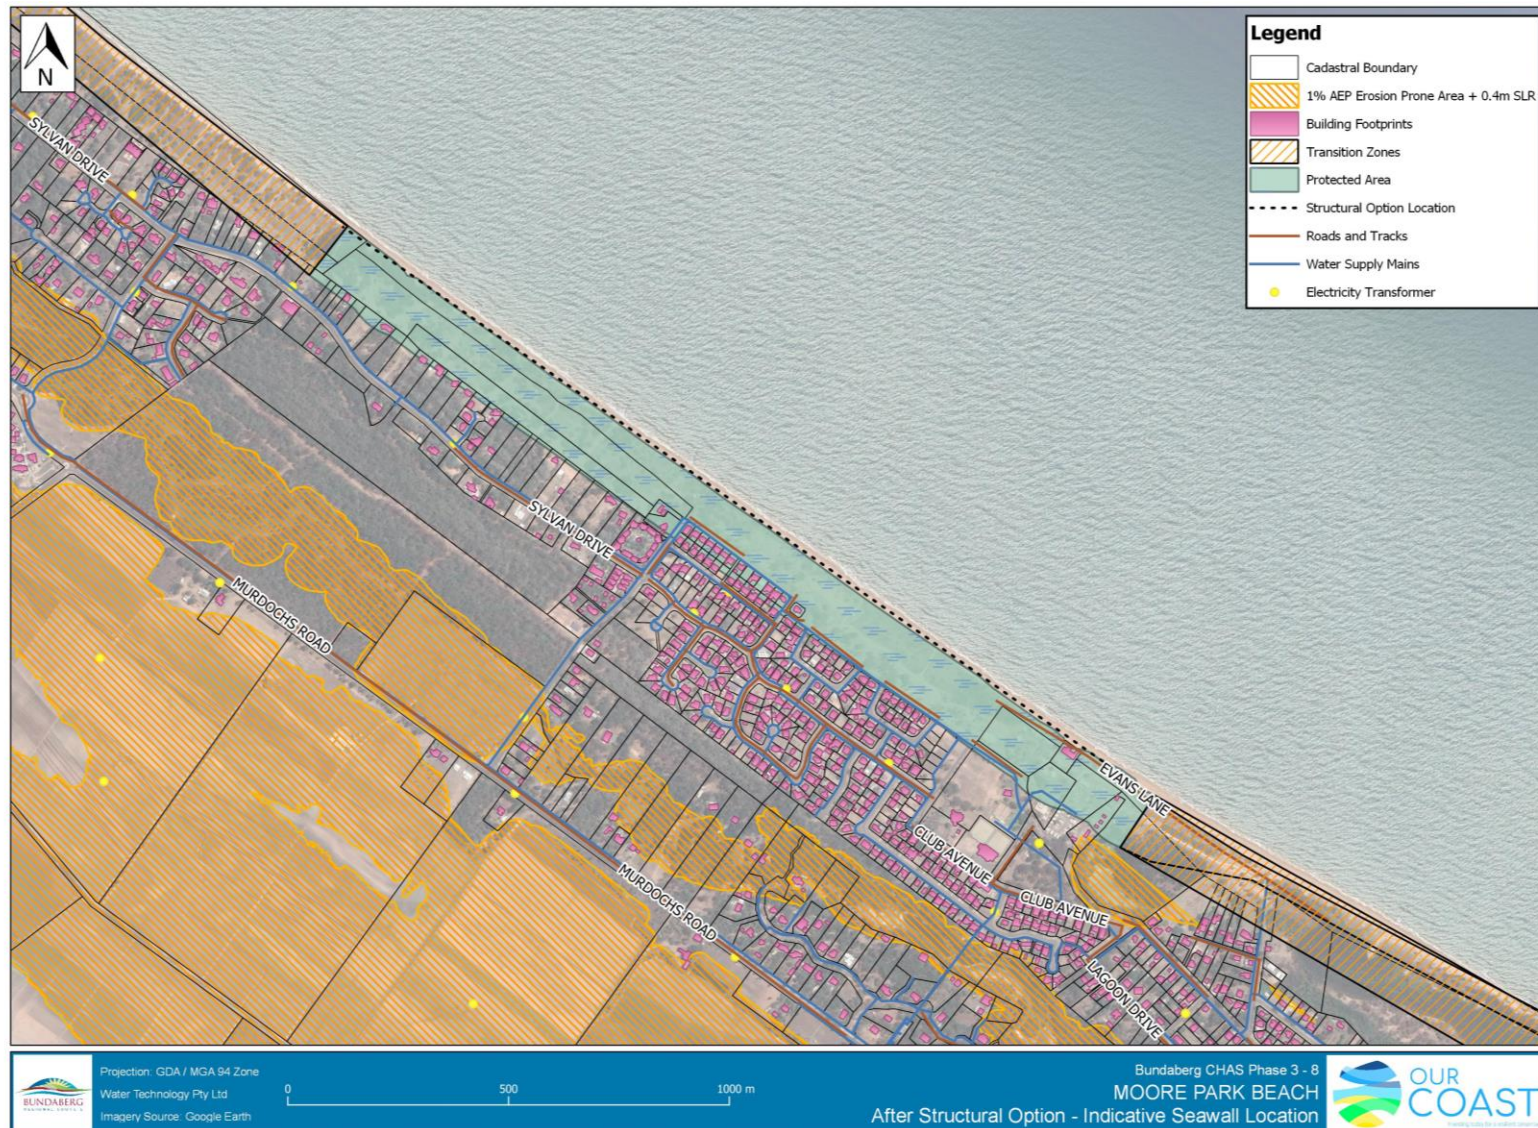 N
Legend
Cadastral Boundary
1% AEP Erosion Prone Area + 0.4m SLR
Building Footprints
Transition Zones
Protected Area
Structural Option Location
Roads and Tracks
Water Supply Mains
Electricity Transformer
SYLVAN DRIVE
SYLVAN DRIVE
MURDOCHS ROAD
EVANS LANE
CLUB AVENUE
CLUB AVENUE
MURDOCHS ROAD
LAGOON DRIVE
BUNDABERG
Projection: GDA / MGA 94 Zone
Water Technology Pty Ltd
Imagery Source: Google Earth
0 500 1000 m
Bundaberg CHAS Phase 3 - 8
MOORE PARK BEACH
After Structural Option - Indicative Seawall Location
OUR
COAST